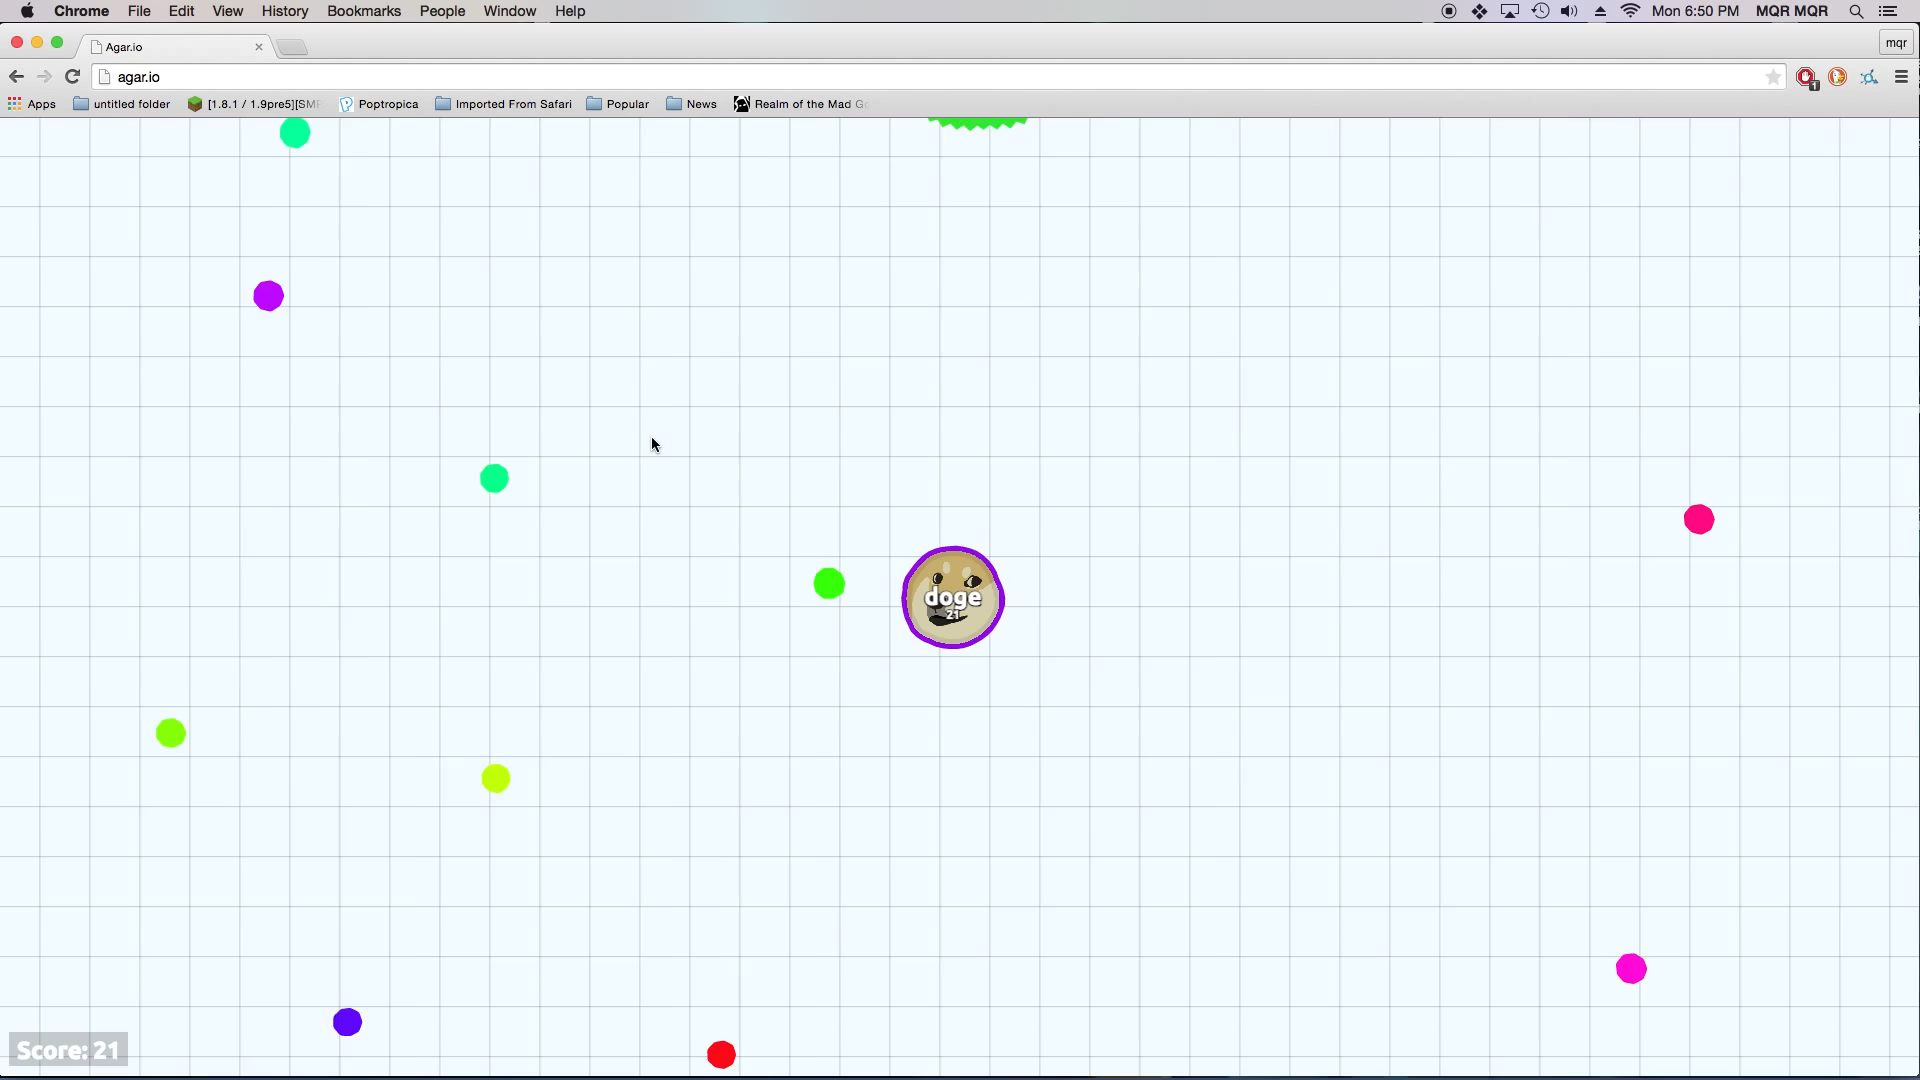 Chrome File Edit View History Bookmarks People Window Help Mon 6:50 PM MQR MQR
Agar.io mqr
agar.io 1
Apps untitled folder [1.8.1 / 1.9pre5][SM Poptropica Imported From Safari Popular News Realm of the Mad G
doge
21
Score: 21